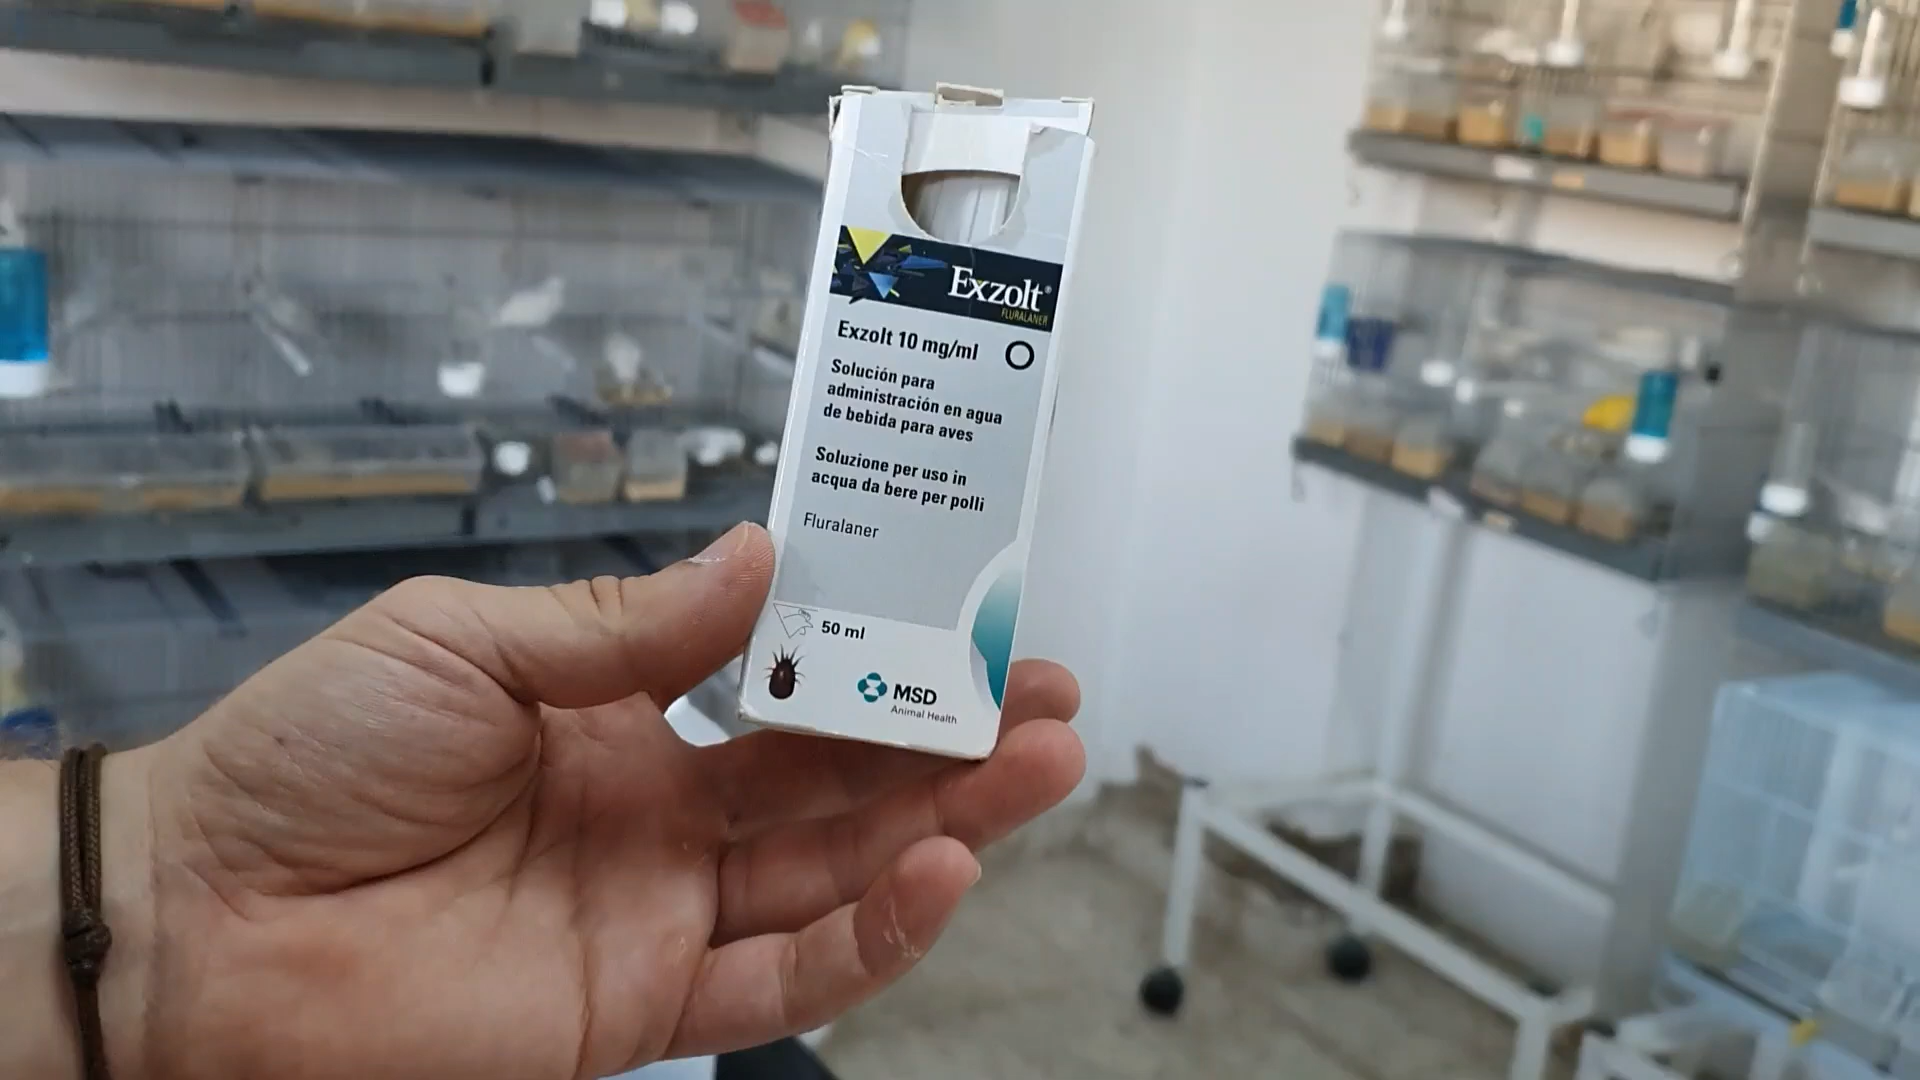 Exzolt®
FLURALANER
Exzolt 10 mg/ml
Solución para
administración en agua
de bebida para aves
Soluzione per uso in
acqua da bere per polli
Fluralaner
50 ml
MSD
Animal Health